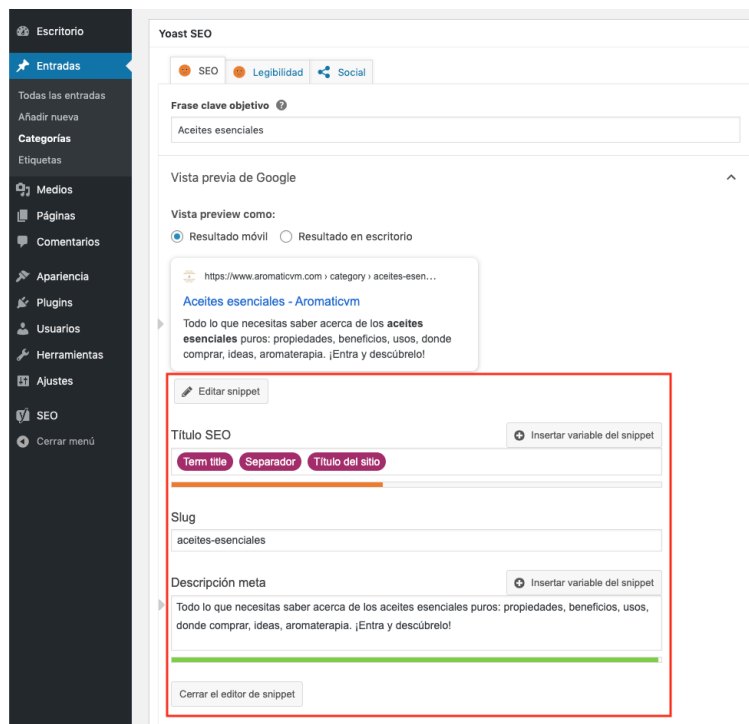 Escritorio
Entradas
Todas las entradas
Añadir nueva
Categorías
Etiquetas
Medios
Páginas
Comentarios
Apariencia
Plugins
Usuarios
Herramientas
Ajustes
SEO
Cerrar menú
Yoast SEO
SEO Legibilidad Social
Frase clave objetivo
Aceites esenciales
Vista previa de Google
Vista preview como:
Resultado móvil Resultado en escritorio
https://www.aromaticvm.com › category › aceites-esen...
Aceites esenciales - Aromaticvm
Todo lo que necesitas saber acerca de los aceites
esenciales puros: propiedades, beneficios, usos, donde
comprar, ideas, aromaterapia. ¡Entra y descúbrelo!
Editar snippet
Título SEO Insertar variable del snippet
Term title Separador Título del sitio
Slug
aceites-esenciales
Descripción meta Insertar variable del snippet
Todo lo que necesitas saber acerca de los aceites esenciales puros: propiedades, beneficios, usos,
donde comprar, ideas, aromaterapia. ¡Entra y descúbrelo!
Cerrar el editor de snippet